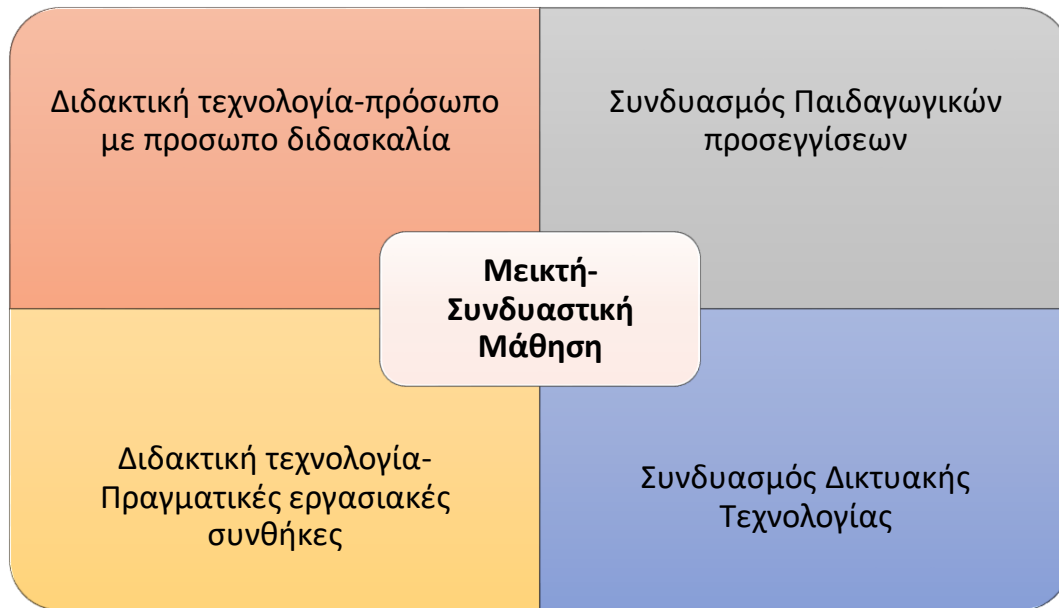 Διδακτική τεχνολογία-πρόσωπο
με προσωπο διδασκαλία
Συνδυασμός Παιδαγωγικών
προσεγγίσεων
Μεικτή-
Συνδυαστική
Μάθηση
Διδακτική τεχνολογία-
Πραγματικές εργασιακές
συνθήκες
Συνδυασμός Δικτυακής
Τεχνολογίας